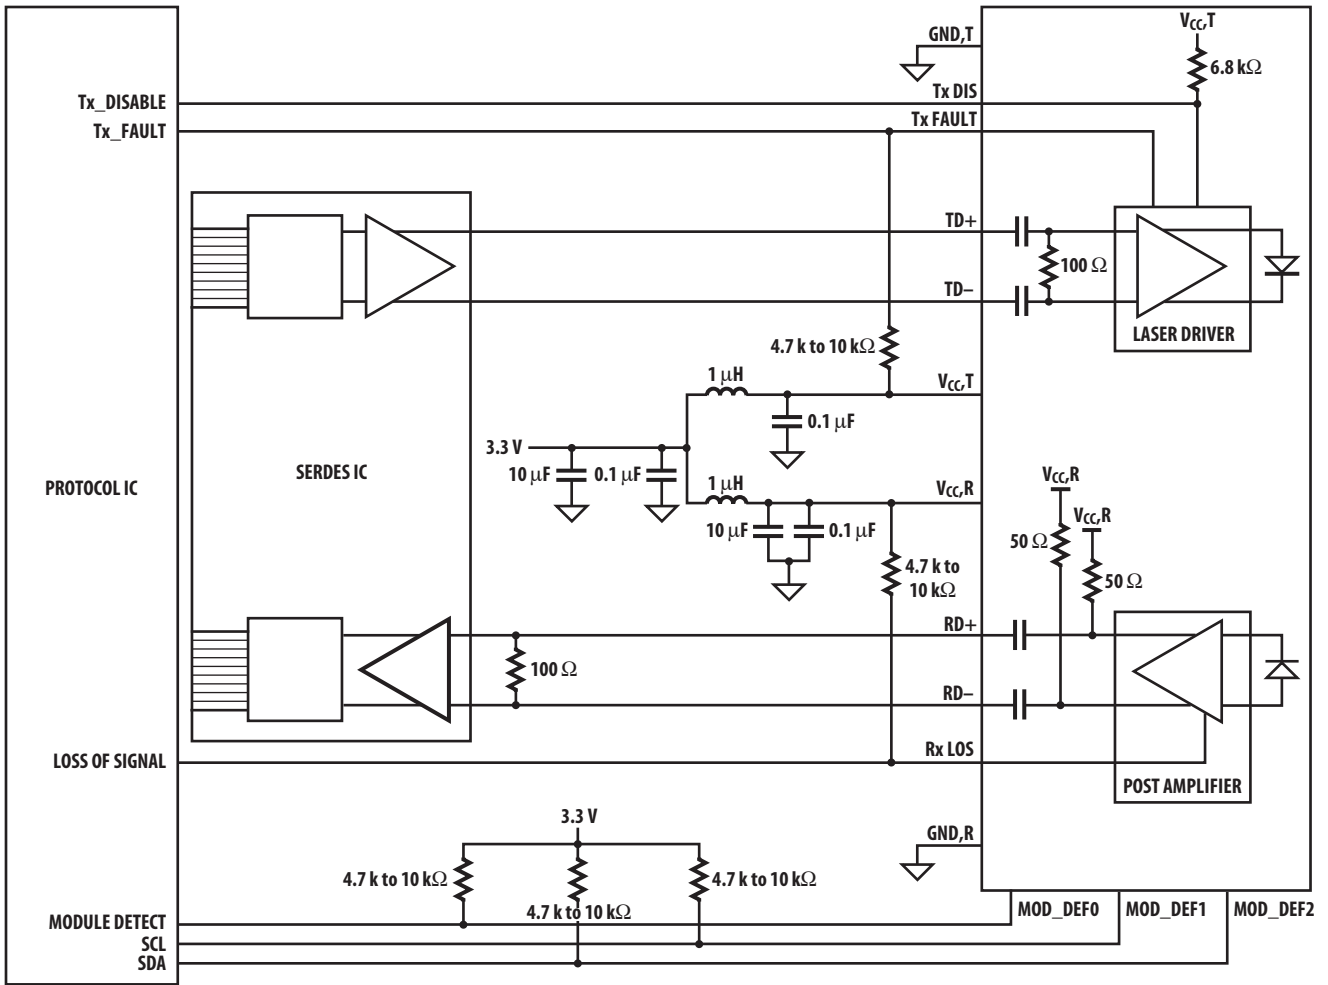 V_CC,T
GND,T
6.8 kΩ
Tx_DISABLE
Tx DIS
Tx_FAULT
Tx FAULT
TD+
100 Ω
TD–
LASER DRIVER
4.7 k to 10 kΩ
1 µH
V_CC,T
0.1 µF
3.3 V
10 µF
0.1 µF
SERDES IC
PROTOCOL IC
1 µH
V_CC,R
10 µF
0.1 µF
V_CC,R
V_CC,R
50 Ω
50 Ω
4.7 k to
10 kΩ
RD+
100 Ω
RD–
LOSS OF SIGNAL
Rx LOS
POST AMPLIFIER
3.3 V
GND,R
4.7 k to 10 kΩ
4.7 k to 10 kΩ
4.7 k to 10 kΩ
MODULE DETECT
MOD_DEF0
MOD_DEF1
MOD_DEF2
SCL
SDA